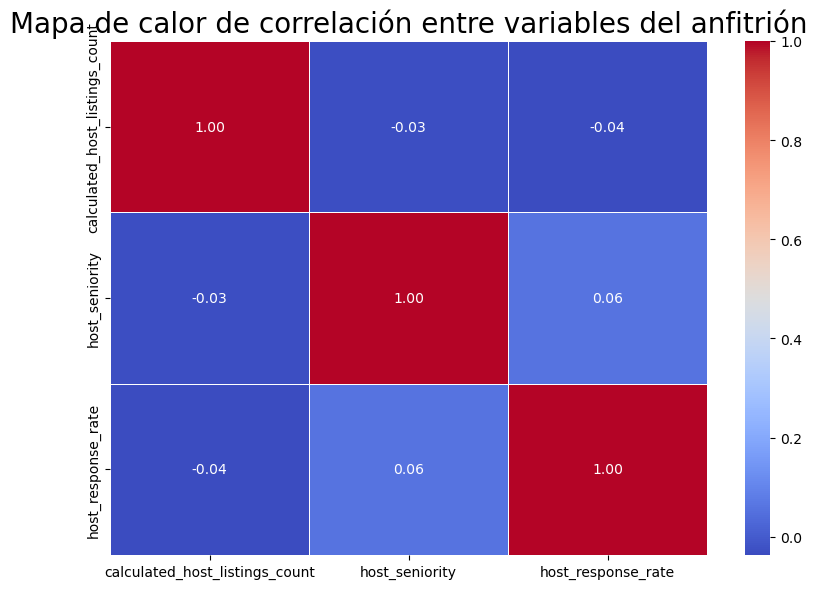 Mapa de calor de correlación entre variables del anfitrión
calculated_host_listings_count
1.00 -0.03 -0.04
host_seniority
-0.03 1.00 0.06
host_response_rate
-0.04 0.06 1.00
calculated_host_listings_count host_seniority host_response_rate
1.0
0.8
0.6
0.4
0.2
0.0